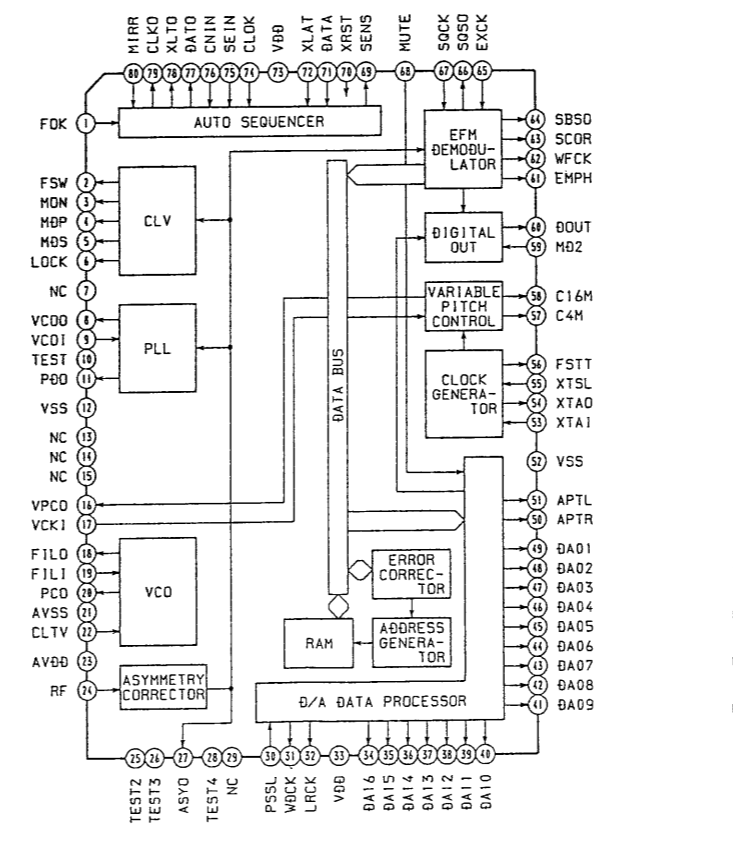 MIRR
CLKO
XLTO
DATO
CNIN
SEIN
CLOK
VDD
XLAT
DATA
XRST
SENS
MUTE
SQCK
SQSO
EXCK
80
79
78
77
76
75
74
73
72
71
70
69
68
67
66
65
FOK
1
AUTO SEQUENCER
EFM
DEMODU-
LATOR
64
SBSO
63
SCOR
62
WFCK
61
EMPH
FSW
2
MON
3
MDP
4
MDS
5
LOCK
6
CLV
DIGITAL
OUT
60
DOUT
59
MD2
NC
7
VCOO
8
VCOI
9
TEST
10
PDO
11
PLL
VARIABLE
PITCH
CONTROL
58
C16M
57
C4M
DATA BUS
CLOCK
GENERA-
TOR
56
FSTT
55
XTSL
54
XTAO
53
XTAI
VSS
12
NC
13
NC
14
NC
15
52
VSS
VPCO
16
VCKI
17
51
APTL
50
APTR
FILO
18
FILI
19
PCO
20
AVSS
21
CLTV
22
VCO
ERROR
CORREC-
TOR
RAM
ADDRESS
GENERA-
TOR
49
DA01
48
DA02
47
DA03
46
DA04
45
DA05
44
DA06
43
DA07
42
DA08
41
DA09
AVDD
23
RF
24
ASYMMETRY
CORRECTOR
D/A DATA PROCESSOR
25
26
27
28
29
30
31
32
33
34
35
36
37
38
39
40
TEST2
TEST3
ASYO
TEST4
NC
PSSL
WDCK
LRCK
VDD
DA16
DA15
DA14
DA13
DA12
DA11
DA10